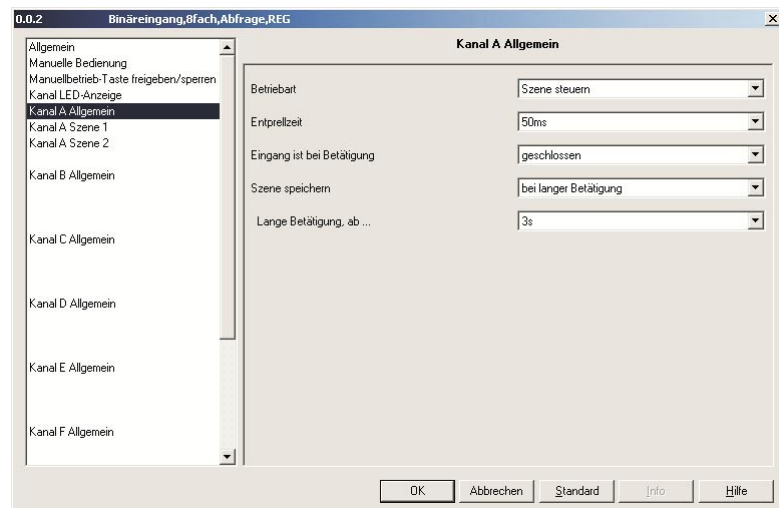 0.0.2 Binäreingang,8fach,Abfrage,REG
Allgemein
Manuelle Bedienung
Manuellbetrieb-Taste freigeben/sperren
Kanal LED-Anzeige
Kanal A Allgemein
Kanal A Szene 1
Kanal A Szene 2
Kanal B Allgemein
Kanal C Allgemein
Kanal D Allgemein
Kanal E Allgemein
Kanal F Allgemein
Kanal A Allgemein
Betriebart Szene steuern
Entprellzeit 50ms
Eingang ist bei Betätigung geschlossen
Szene speichern bei langer Betätigung
Lange Betätigung, ab ... 3s
OK Abbrechen Standard Info Hilfe